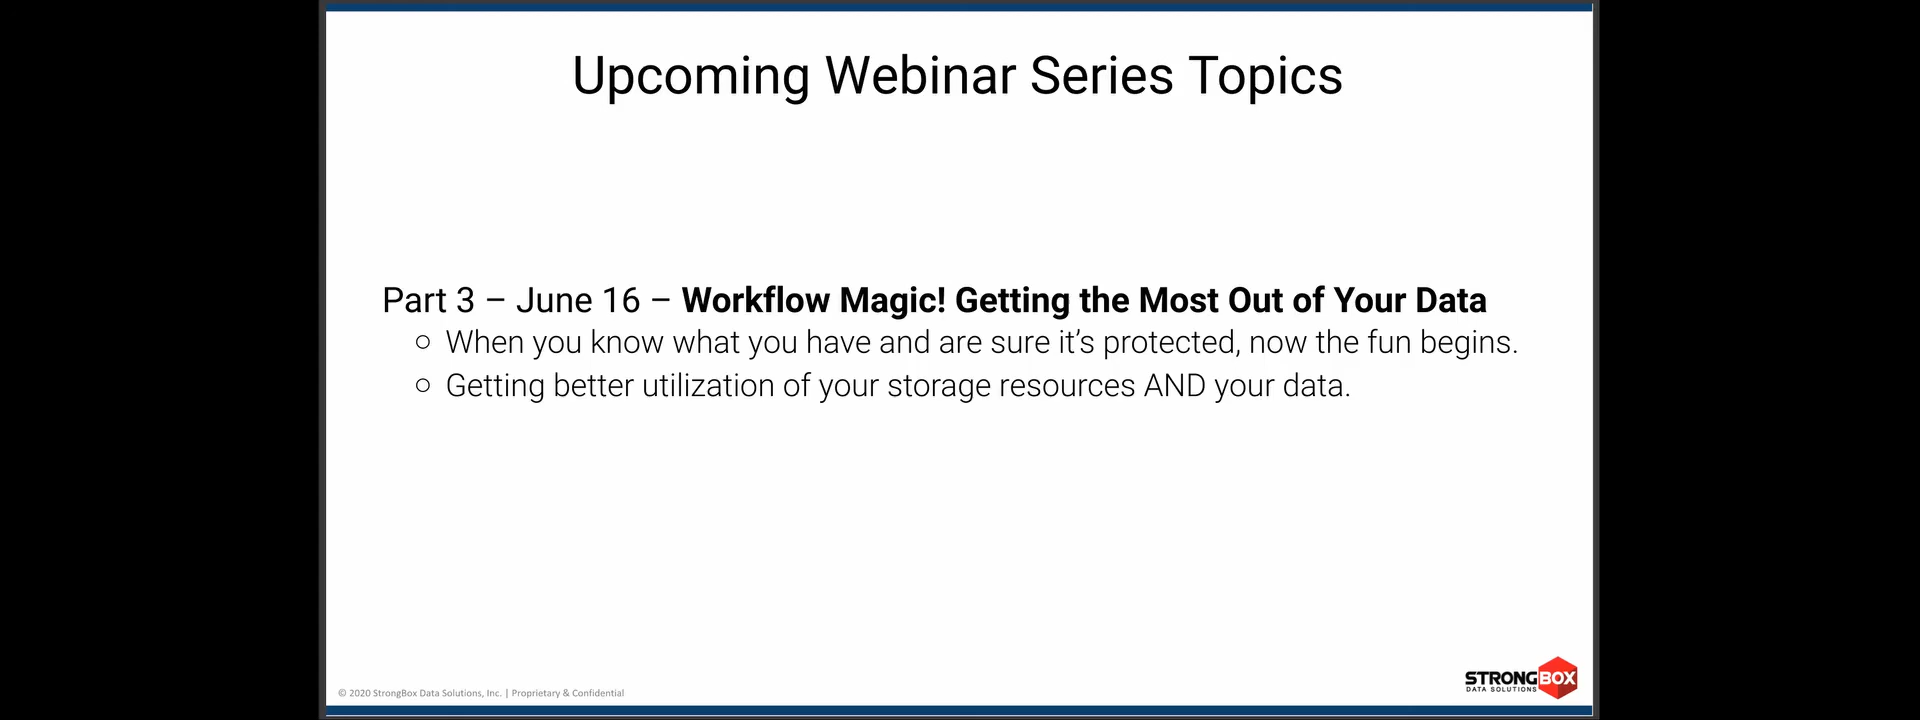 Upcoming Webinar Series Topics
Part 3 – June 16 – Workflow Magic! Getting the Most Out of Your Data
○ When you know what you have and are sure it’s protected, now the fun begins.
○ Getting better utilization of your storage resources AND your data.
© 2020 StrongBox Data Solutions, Inc. | Proprietary & Confidential
STRONGBOX
DATA SOLUTIONS